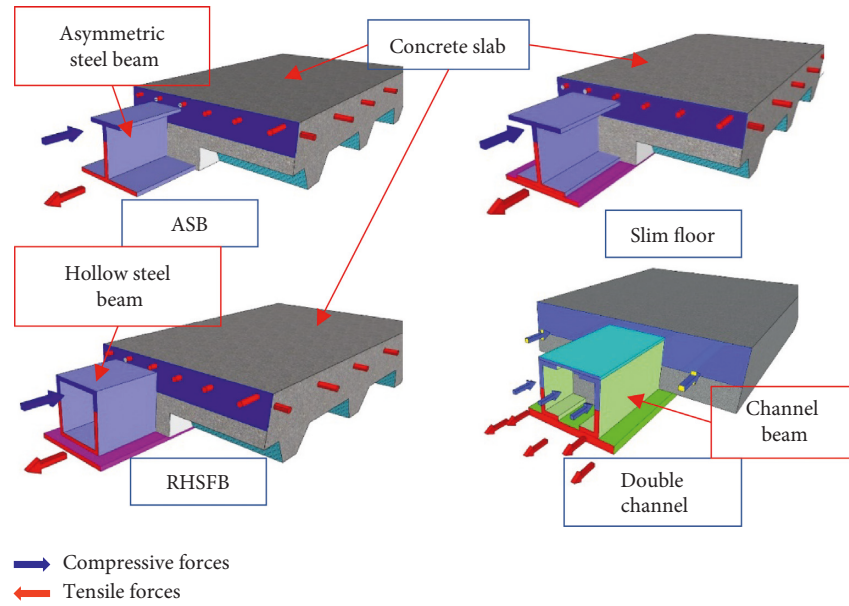 Asymmetric
steel beam
Concrete slab
ASB
Slim floor
Hollow steel
beam
Channel
beam
RHSFB
Double
channel
Compressive forces
Tensile forces